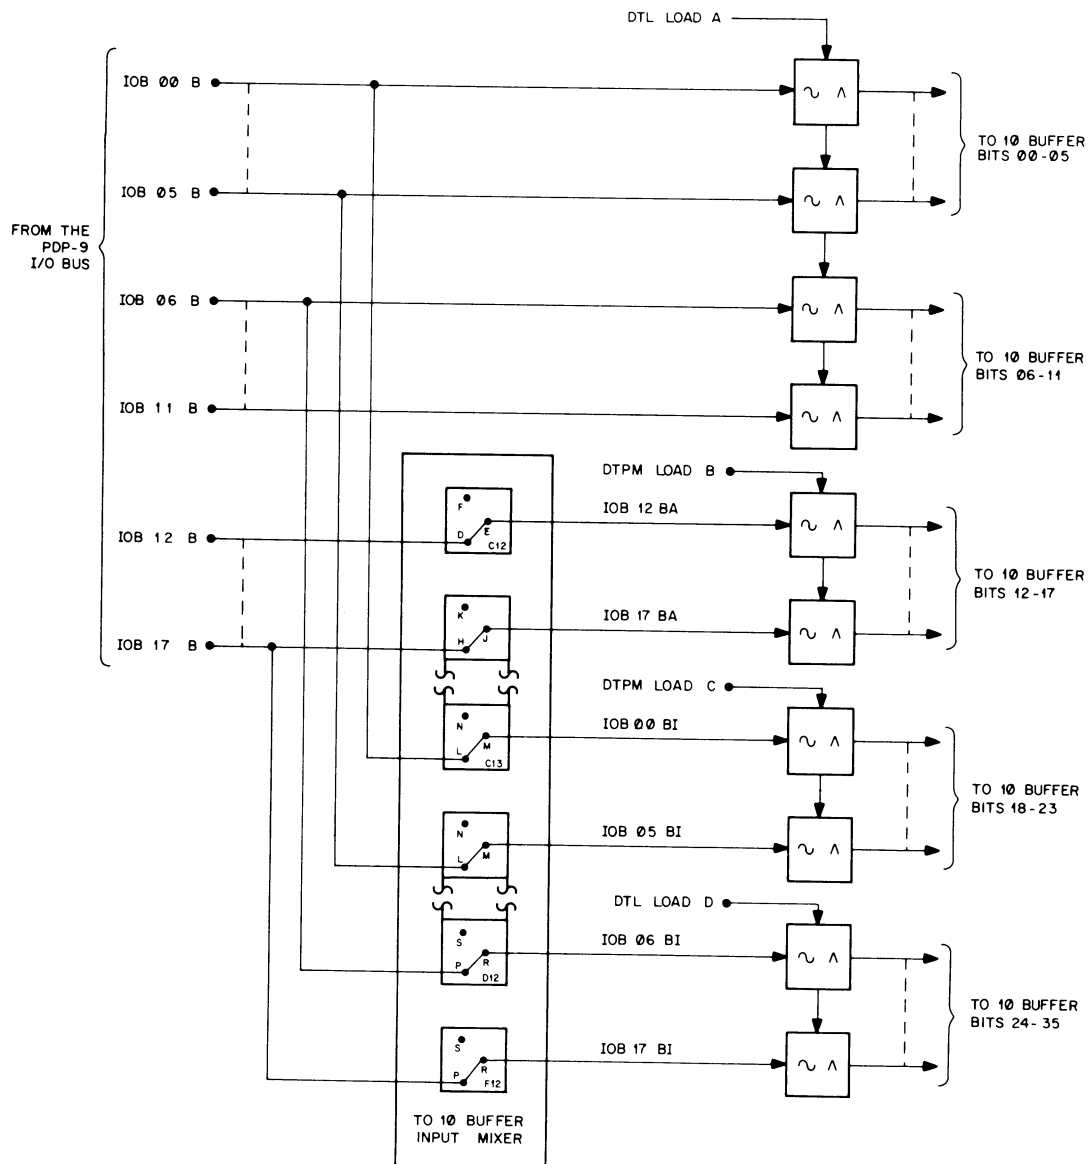 DTL LOAD A
IOB 00 B
∿ ∧
TO 10 BUFFER
BITS 00-05
IOB 05 B
∿ ∧
FROM THE
PDP-9
I/O BUS
IOB 06 B
∿ ∧
TO 10 BUFFER
BITS 06-11
IOB 11 B
∿ ∧
DTPM LOAD B
F
D
E
C12
IOB 12 B
IOB 12 BA
∿ ∧
TO 10 BUFFER
BITS 12-17
K
H
J
IOB 17 B
IOB 17 BA
∿ ∧
DTPM LOAD C
N
L
M
C13
IOB 00 BI
∿ ∧
TO 10 BUFFER
BITS 18-23
N
L
M
IOB 05 BI
∿ ∧
DTL LOAD D
S
P
R
D12
IOB 06 BI
∿ ∧
TO 10 BUFFER
BITS 24-35
S
P
R
F12
IOB 17 BI
∿ ∧
TO 10 BUFFER
INPUT MIXER